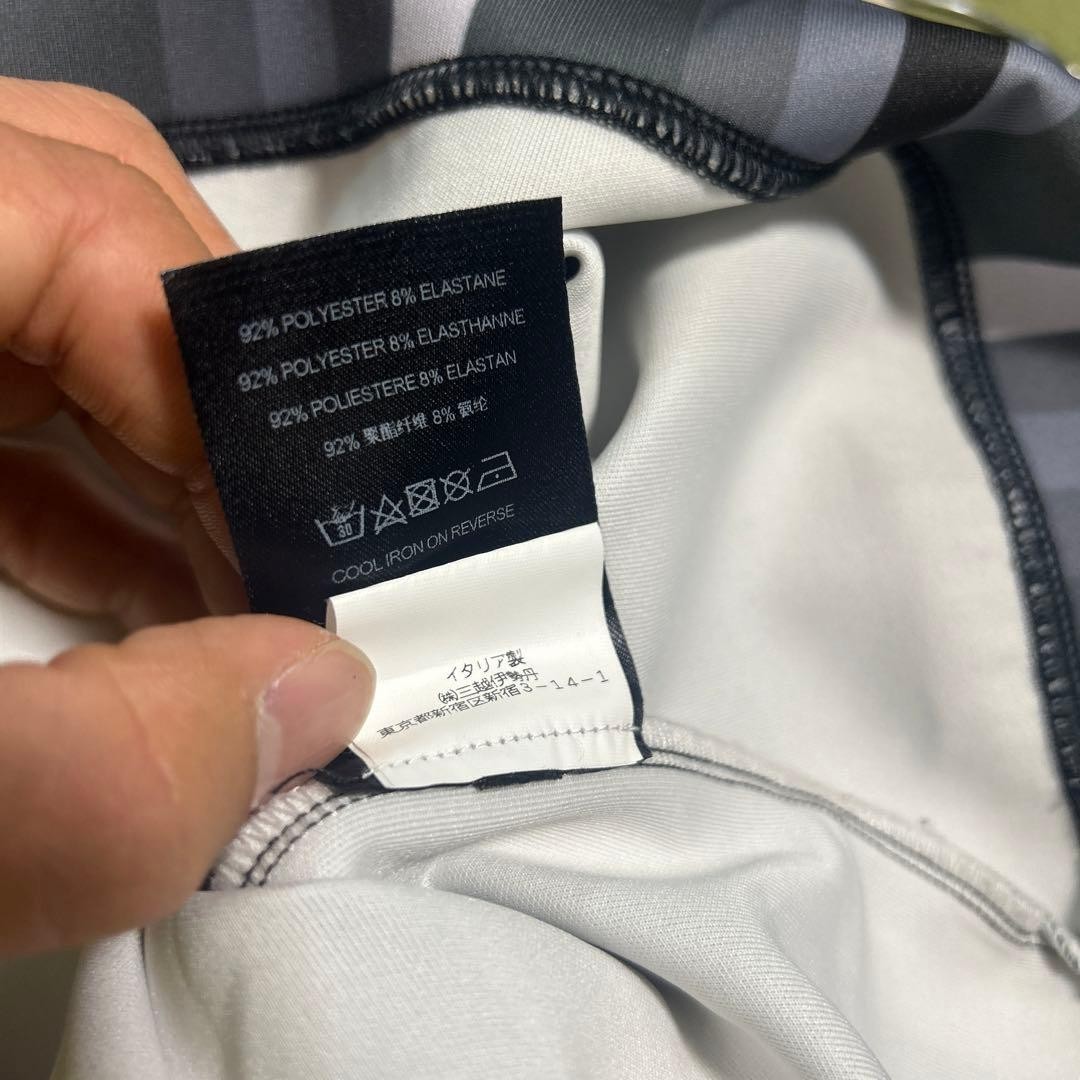 92% POLYESTER 8% ELASTANE
92% POLYESTER 8% ELASTHANNE
92% POLIESTERE 8% ELASTAN
92% 聚酯纤维 8% 氨纶
30
COOL IRON ON REVERSE
イタリア製
㈱三越伊勢丹
東京都新宿区新宿3-14-1